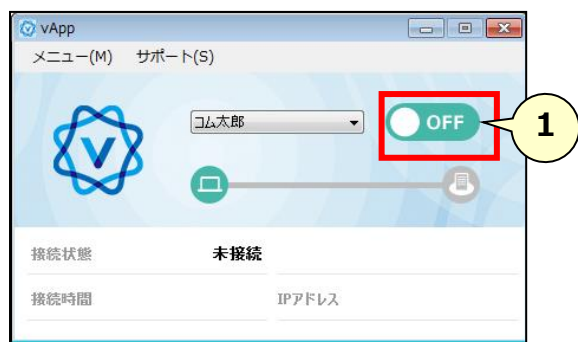 vApp
メニュー(M) サポート(S)
コム太郎
OFF
1
V
接続状態 未接続
接続時間 IPアドレス